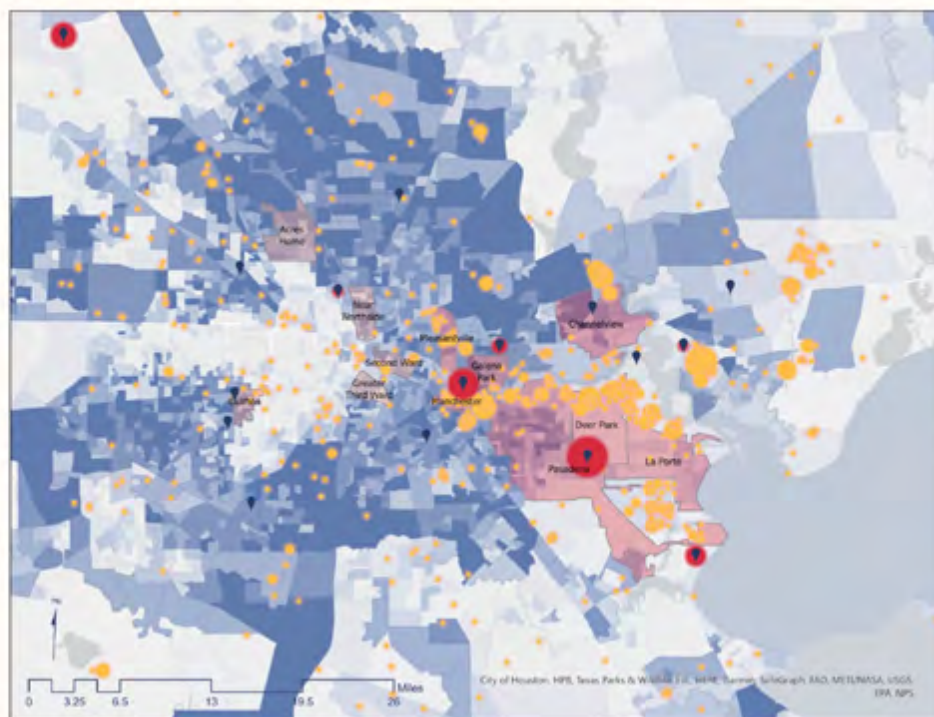 Acres
Home
Near
Northside
Channelview
Pleasantville
Second Ward
Galena
Park
Greater
Third Ward
Manchester
Deer Park
Pasadena
La Porte
0 3.25 6.5 13 19.5 26
Miles
City of Houston, HPB, Texas Parks & Wildlife, Esri, HERE, Garmin, SafeGraph, FAO, METI/NASA, USGS,
EPA, NPS